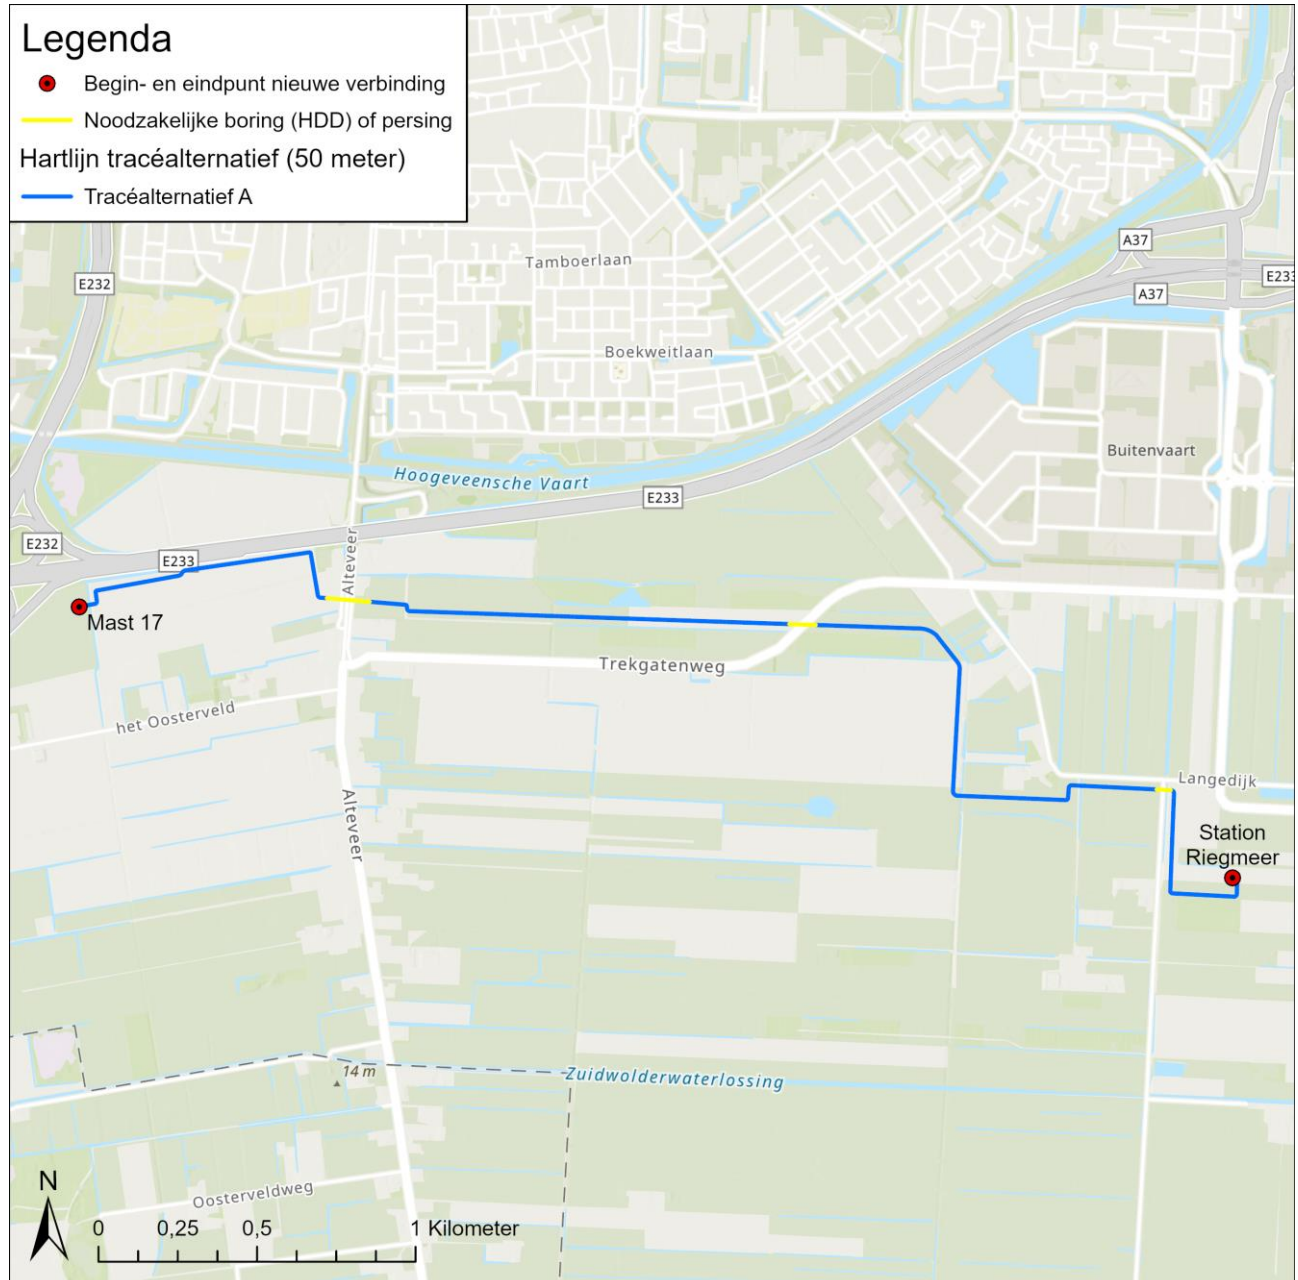 Legenda
Begin- en eindpunt nieuwe verbinding
Noodzakelijke boring (HDD) of persing
Hartlijn tracéalternatief (50 meter)
Tracéalternatief A
A37
Tamboerlaan
E232
E233
A37
Boekweitlaan
Buitenvaart
Hoogeveensche Vaart
E233
E232
E233
Alteveer
Mast 17
Trekgatenweg
het Oosterveld
Langedijk
Alteveer
Station
Riegmeer
14 m
Zuidwolderwaterlossing
N
Oosterveldweg
0 0,25 0,5 1 Kilometer